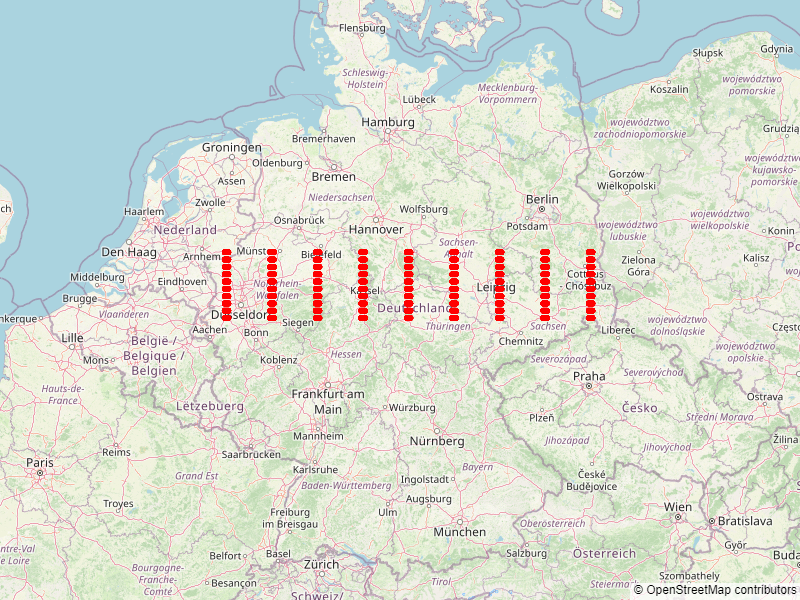 Flensburg
Gdynia
Słupsk
Koszalin
województwo
pomorskie
Schleswig-
Holstein
Mecklenburg-
Vorpommern
Lübeck
Hamburg
województwo
zachodniopomorskie
Grudzią
Bremerhaven
Groningen
Oldenburg
Bremen
Assen
Gorzów
Wielkopolski
województwo
kujawsko-
pomorskie
Zwolle
Niedersachsen
Wolfsburg
Berlin
Haarlem
Osnabrück
Hannover
Potsdam
województwo
lubuskie
województwo
wielkopolskie
Konin
Nederland
Den Haag
Arnhem
Münster
Bielefeld
Sachsen-
Anhalt
Zielona
Góra
Kalisz
Middelburg
Eindhoven
Nordrhein-
Westfalen
Kassel
Leipzig
Cottbus
Chóśebuz
Brugge
Vlaanderen
Düsseldorf
Deutschland
Thüringen
Sachsen
województwo
dolnośląskie
Lille
Aachen
Bonn
Siegen
Chemnitz
Liberec
België /
Belgique /
Belgien
Mons
Koblenz
Hessen
Severozápad
Severovýchod
województwo
opolskie
Praha
Hauts-de-
France
Lëtzebuerg
Frankfurt am
Main
Würzburg
Plzeň
Česko
Ostrava
Střední Morava
Mannheim
Nürnberg
Jihozápad
Jihovýchod
Žilina
Reims
Saarbrücken
Karlsruhe
Paris
Grand Est
Baden-Württemberg
Ingolstadt
Bayern
České
Budějovice
Troyes
Freiburg
im Breisgau
Ulm
Augsburg
Wien
Bratislava
München
Oberösterreich
Belfort
Basel
Salzburg
Österreich
Győr
Bourgogne-
Franche-
Comté
Besançon
Zürich
Tirol
Steiermark
Szombathely
Schweiz/
entre-Val
de Loire
© OpenStreetMap contributors